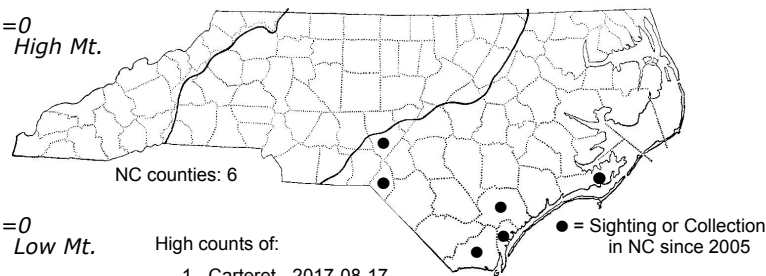 =0
High Mt.
NC counties: 6
=0
Low Mt.
High counts of:
1 - Carteret - 2017-08-17
● = Sighting or Collection
in NC since 2005